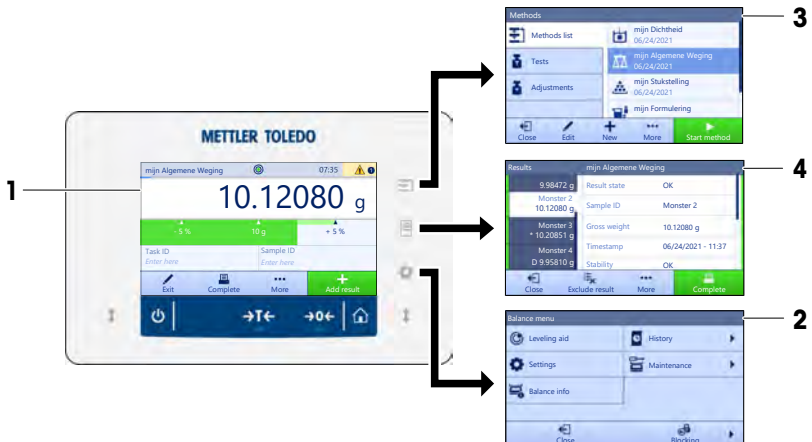 1
METTLER TOLEDO
mijn Algemene Weging 07:35
10.12080 g
- 5 % 10 g + 5 %
Task ID Sample ID
Enter here Enter here
Exit Complete More Add result
→T← →0←
3
Methods
Methods list
Tests
Adjustments
mijn Dichtheid
06/24/2021
mijn Algemene Weging
06/24/2021
mijn Stukstelling
06/24/2021
mijn Formulering
Close Edit New More Start method
4
Results mijn Algemene Weging
9.98472 g
Monster 2
10.12080 g
Monster 3
* 10.20851 g
Monster 4
D 9.95810 g
Result state OK
Sample ID Monster 2
Gross weight 10.12080 g
Timestamp 06/24/2021 - 11:37
Stability OK
Close Exclude result More Complete
2
Balance menu
Leveling aid History
Settings Maintenance
Balance info
Close Blocking